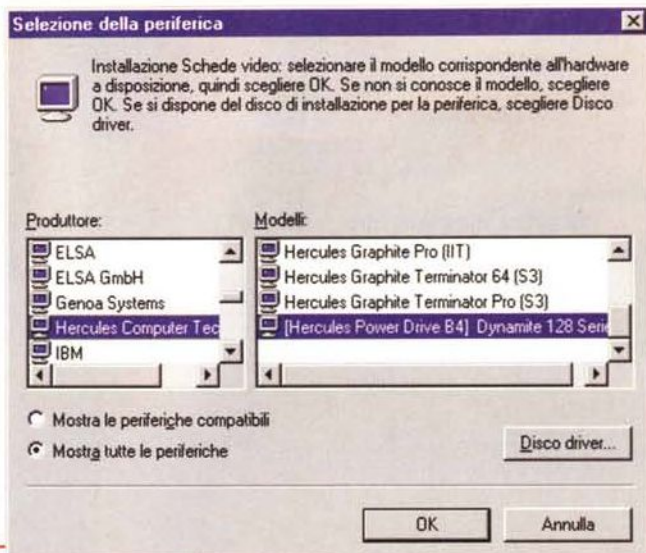 Selezione della periferica
Installazione Schede video: selezionare il modello corrispondente all'hardware
a disposizione, quindi scegliere OK. Se non si conosce il modello, scegliere
OK. Se si dispone del disco di installazione per la periferica, scegliere Disco
driver.
Produttore:
ELSA
ELSA GmbH
Genoa Systems
Hercules Computer Tec
IBM
Modelli:
Hercules Graphite Pro (IIT)
Hercules Graphite Terminator 64 (S3)
Hercules Graphite Terminator Pro (S3)
[Hercules Power Drive B4] Dynamite 128 Serie
Mostra le periferiche compatibili
Mostra tutte le periferiche
Disco driver...
OK
Annulla